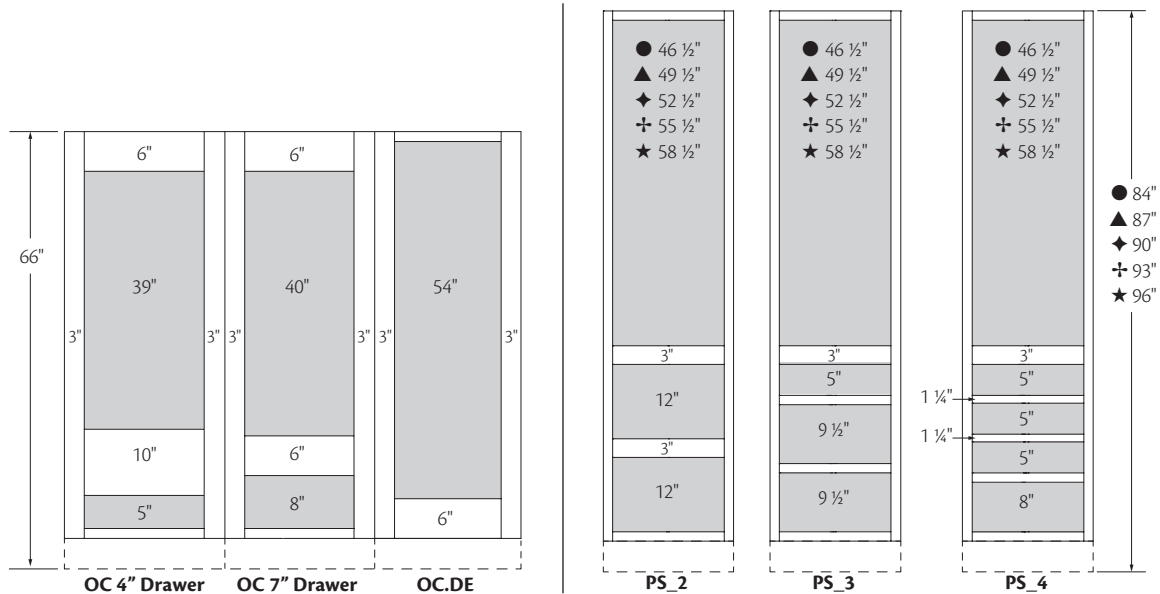 66"
6"
39"
3"
3"
10"
5"
OC 4” Drawer
6"
40"
3"
6"
8"
OC 7” Drawer
54"
3"
3"
6"
OC.DE
● 46 ½"
▲ 49 ½"
✦ 52 ½"
✢ 55 ½"
★ 58 ½"
3"
12"
3"
12"
PS_2
● 46 ½"
▲ 49 ½"
✦ 52 ½"
✢ 55 ½"
★ 58 ½"
3"
5"
9 ½"
9 ½"
PS_3
● 46 ½"
▲ 49 ½"
✦ 52 ½"
✢ 55 ½"
★ 58 ½"
3"
5"
1 ¼"
5"
1 ¼"
5"
8"
PS_4
● 84"
▲ 87"
✦ 90"
✢ 93"
★ 96"